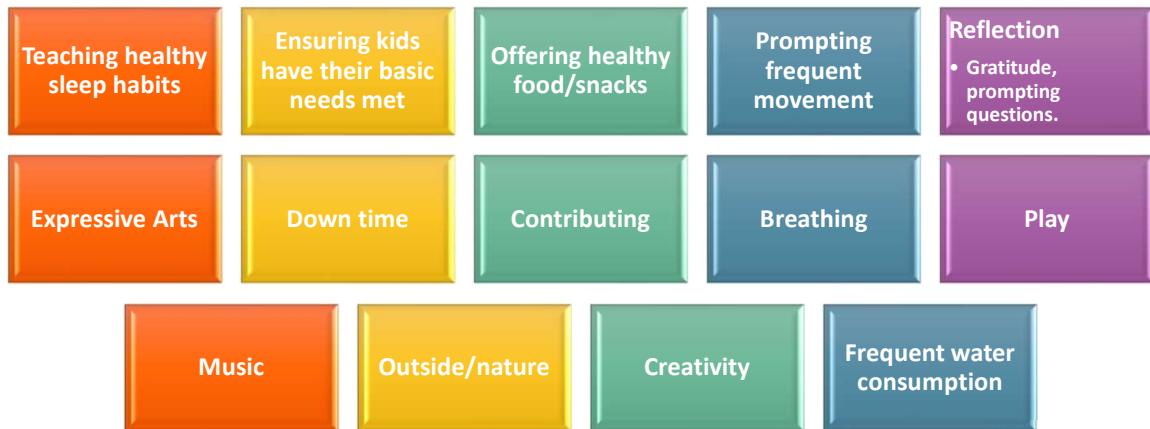 Teaching healthy
sleep habits
Ensuring kids
have their basic
needs met
Offering healthy
food/snacks
Prompting
frequent
movement
Reflection
• Gratitude,
prompting
questions.
Expressive Arts
Down time
Contributing
Breathing
Play
Music
Outside/nature
Creativity
Frequent water
consumption